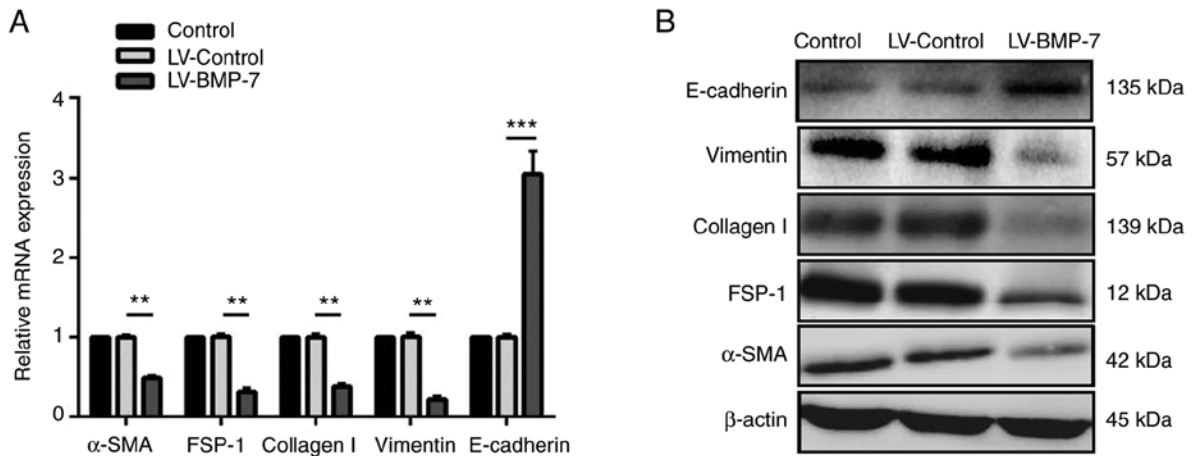 A
Control
LV-Control
LV-BMP-7
Relative mRNA expression
4
3
2
1
0
** ** ** ** ***
α-SMA FSP-1 Collagen I Vimentin E-cadherin
B
Control LV-Control LV-BMP-7
E-cadherin 135 kDa
Vimentin 57 kDa
Collagen I 139 kDa
FSP-1 12 kDa
α-SMA 42 kDa
β-actin 45 kDa